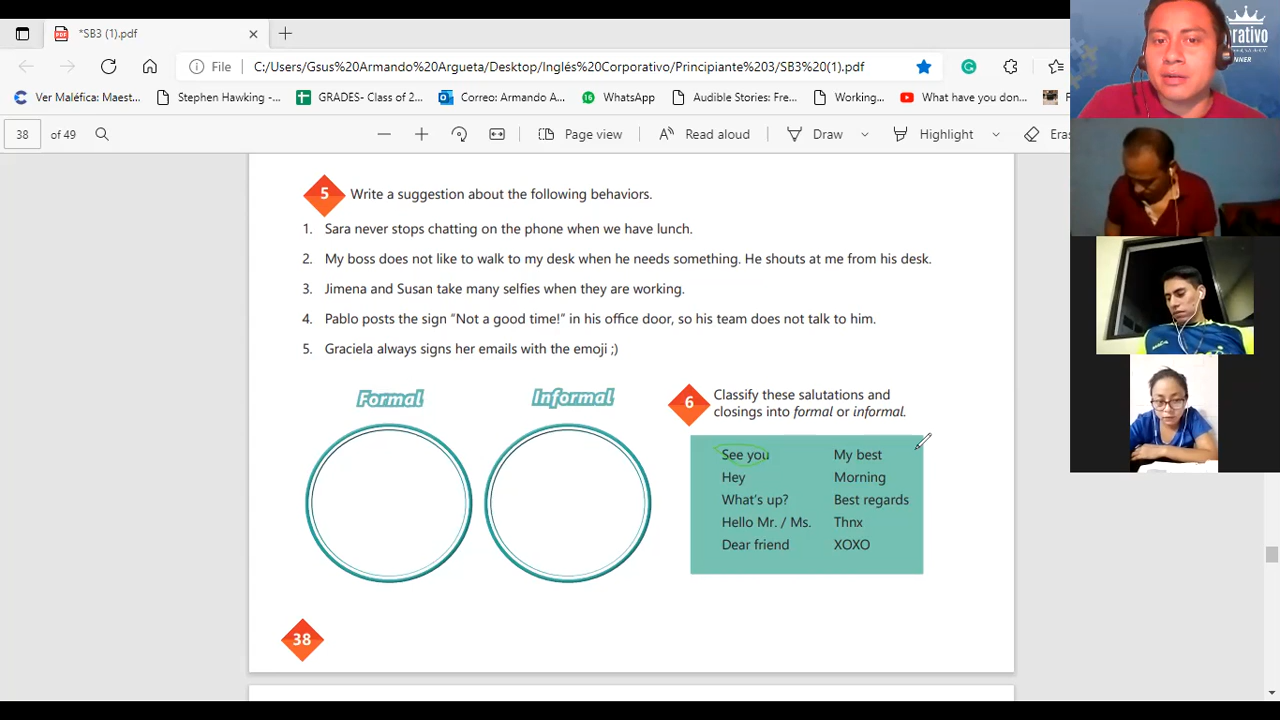 *SB3 (1).pdf
File C:/Users/Gsus%20Armando%20Argueta/Desktop/Ingles%20Corporativo/Principiante%203/SB3%20(1).pdf
Ver Maléfica: Maest... Stephen Hawking -... GRADES- Class of 2... Correo: Armando A... WhatsApp Audible Stories: Fre... Working... What have you don...
38 of 49 Page view Read aloud Draw Highlight Eras
rativo
5 Write a suggestion about the following behaviors.
1. Sara never stops chatting on the phone when we have lunch.
2. My boss does not like to walk to my desk when he needs something. He shouts at me from his desk.
3. Jimena and Susan take many selfies when they are working.
4. Pablo posts the sign “Not a good time!” in his office door, so his team does not talk to him.
5. Graciela always signs her emails with the emoji ;)
Formal Informal
6 Classify these salutations and
closings into formal or informal.
See you My best
Hey Morning
What's up? Best regards
Hello Mr. / Ms. Thnx
Dear friend XOXO
38